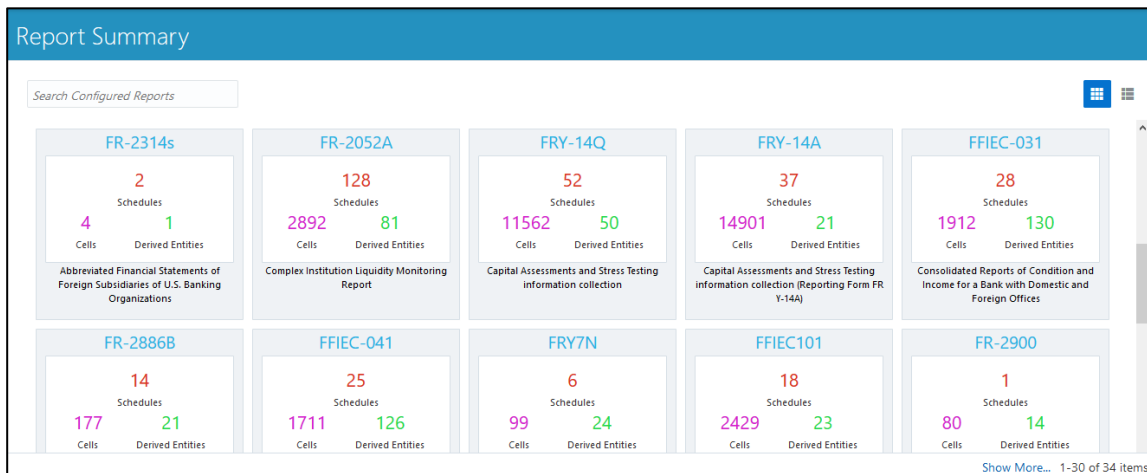 Report Summary
Search Configured Reports
FR-2314s
2
Schedules
4 1
Cells Derived Entities
Abbreviated Financial Statements of
Foreign Subsidiaries of U.S. Banking
Organizations
FR-2052A
128
Schedules
2892 81
Cells Derived Entities
Complex Institution Liquidity Monitoring
Report
FRY-14Q
52
Schedules
11562 50
Cells Derived Entities
Capital Assessments and Stress Testing
information collection
FRY-14A
37
Schedules
14901 21
Cells Derived Entities
Capital Assessments and Stress Testing
information collection (Reporting Form FR
Y-14A)
FFIEC-031
28
Schedules
1912 130
Cells Derived Entities
Consolidated Reports of Condition and
Income for a Bank with Domestic and
Foreign Offices
FR-2886B
14
Schedules
177 21
Cells Derived Entities
FFIEC-041
25
Schedules
1711 126
Cells Derived Entities
FRY7N
6
Schedules
99 24
Cells Derived Entities
FFIEC101
18
Schedules
2429 23
Cells Derived Entities
FR-2900
1
Schedules
80 14
Cells Derived Entities
Show More... 1-30 of 34 items